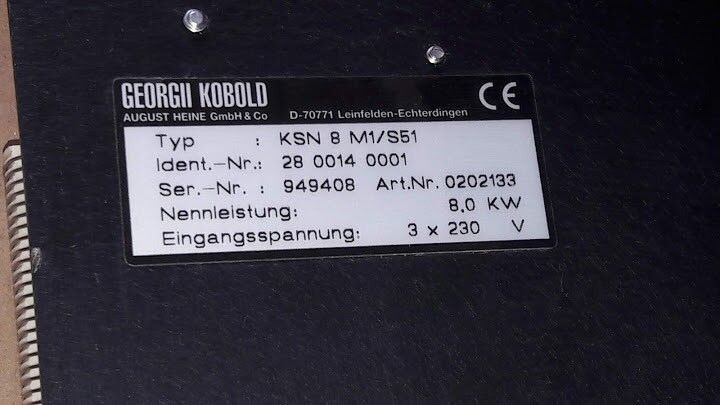 GEORGII KOBOLD
AUGUST HEINE GmbH & Co D-70771 Leinfelden-Echterdingen CE
Typ : KSN 8 M1/S51
Ident.-Nr.: 28 0014 0001
Ser.-Nr. : 949408 Art.Nr. 0202133
Nennleistung: 8,0 KW
Eingangsspannung: 3 x 230 V